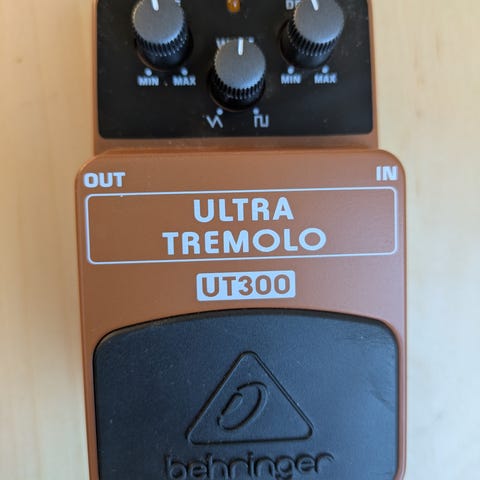 MIN MAX
MIN MAX
OUT
IN
ULTRA
TREMOLO
UT300
behringer